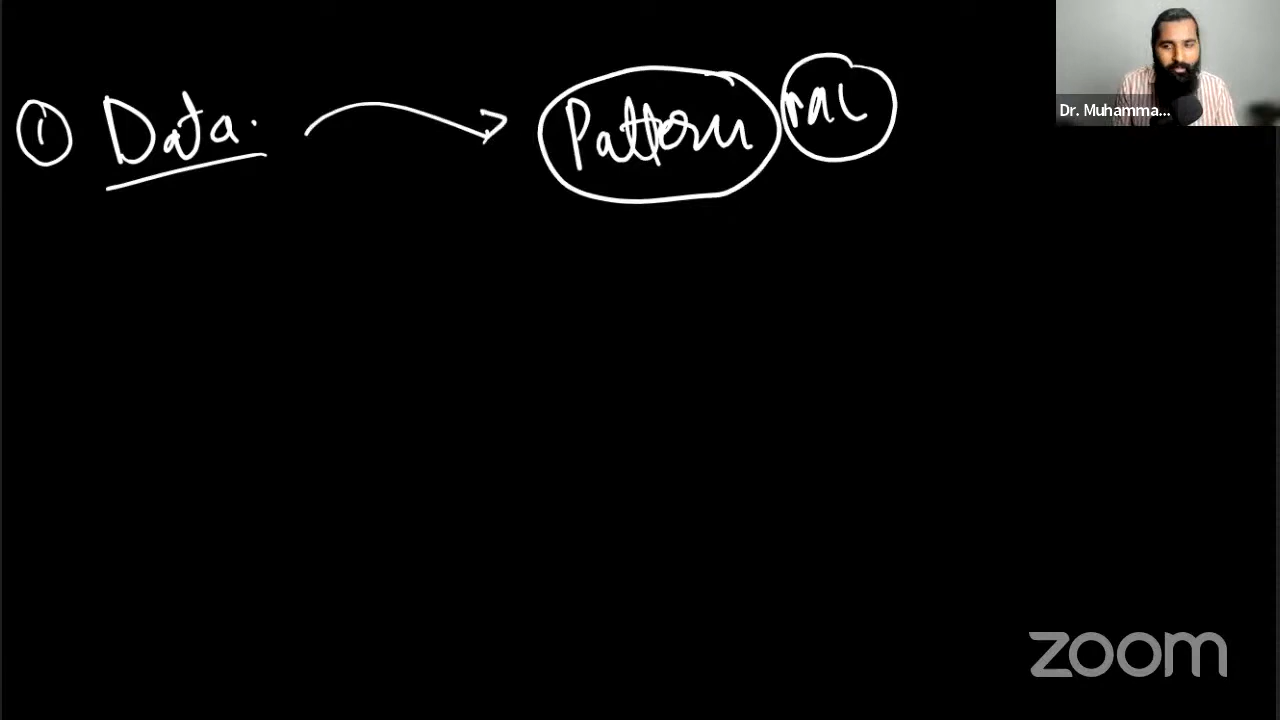 ① Data. → Pattern
Dr. Muhamma...
zoom